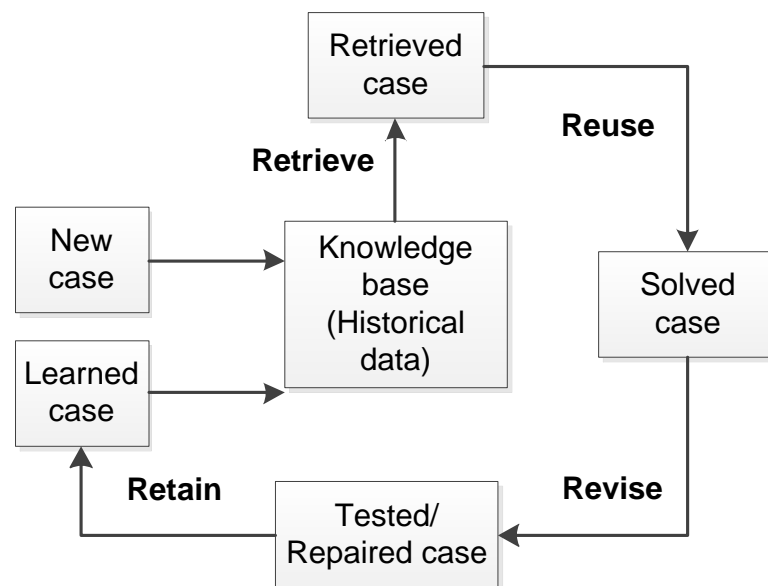 Retrieved
case
Reuse
Retrieve
New
case
Knowledge
base
(Historical
data)
Solved
case
Learned
case
Retain
Revise
Tested/
Repaired case